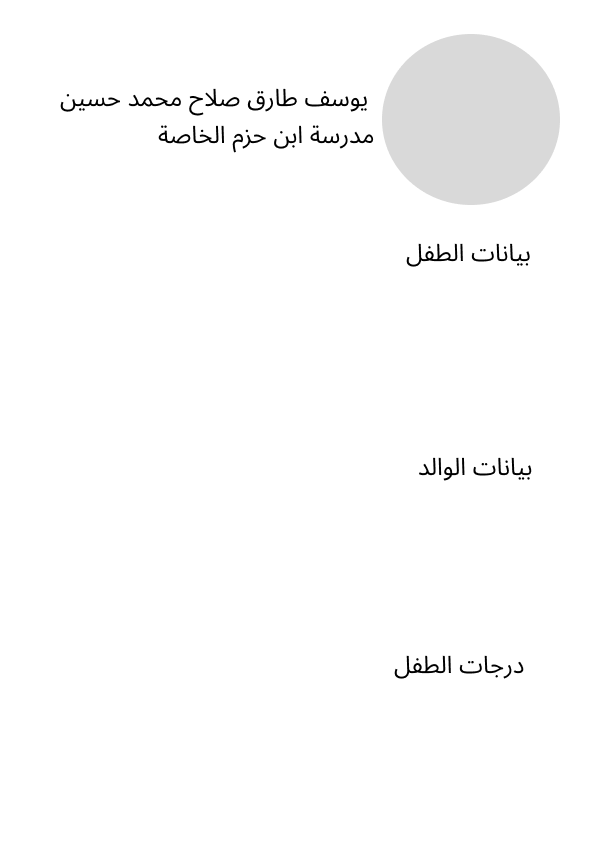 يوسف طارق صلاح محمد حسين
مدرسة ابن حزم الخاصة
بيانات الطفل
بيانات الوالد
درجات الطفل